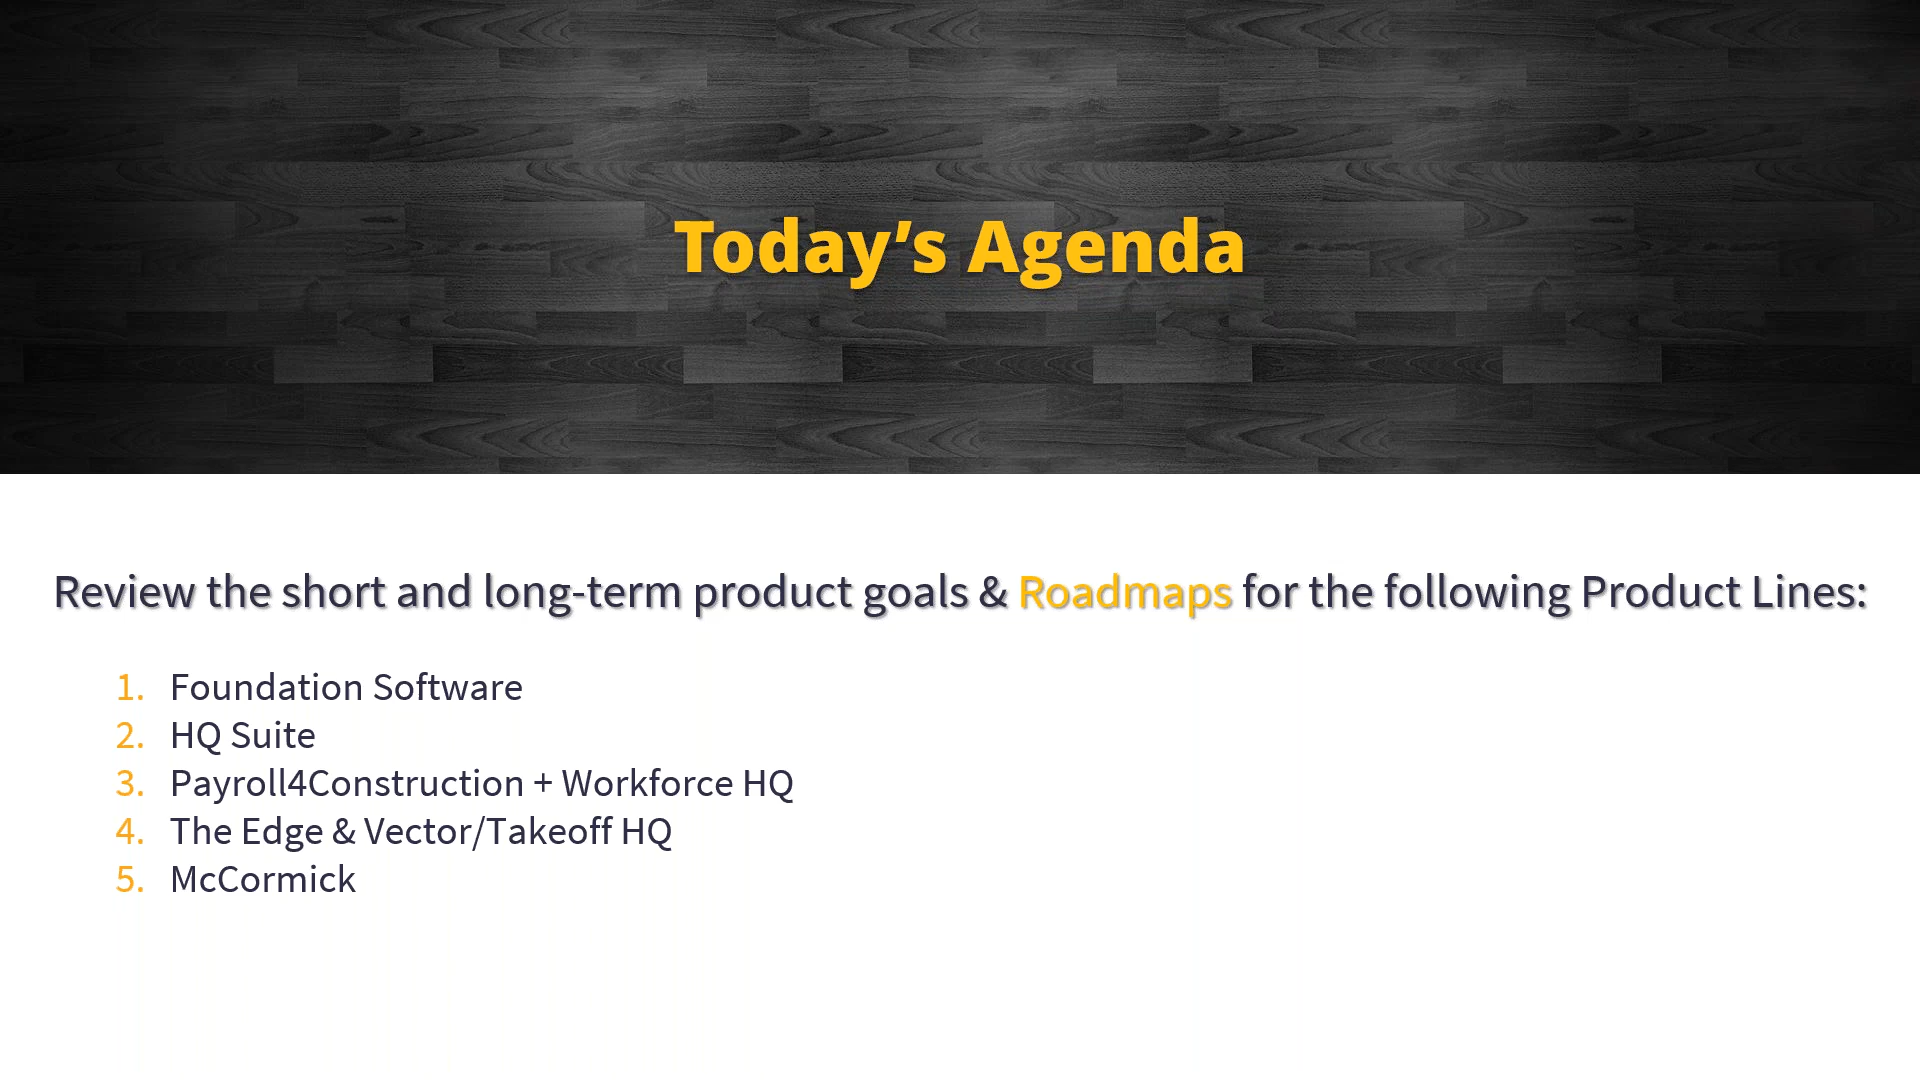 Today’s Agenda
Review the short and long-term product goals & Roadmaps for the following Product Lines:
1. Foundation Software
2. HQ Suite
3. Payroll4Construction + Workforce HQ
4. The Edge & Vector/Takeoff HQ
5. McCormick